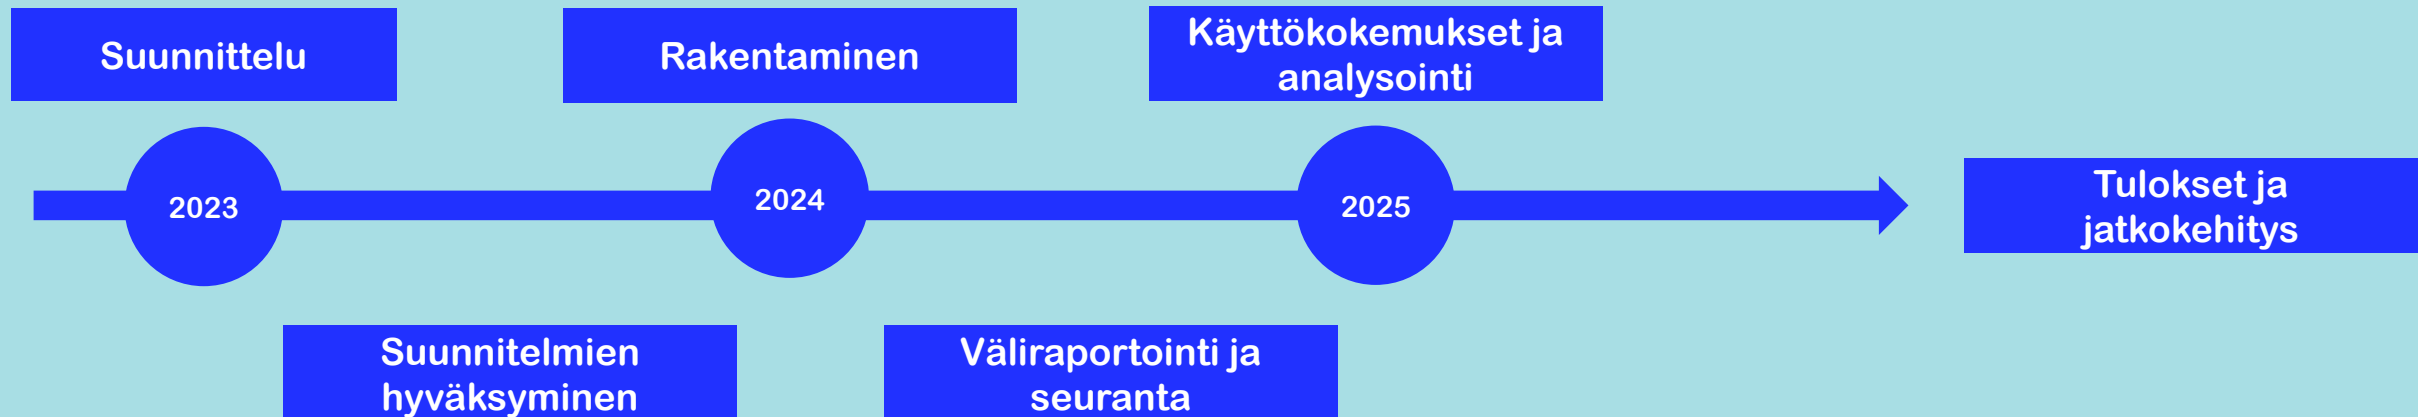 Suunnittelu
Rakentaminen
Käyttökokemukset ja
analysointi
2023
2024
2025
Tulokset ja
jatkokehitys
Suunnitelmien
hyväksyminen
Väliraportointi ja
seuranta